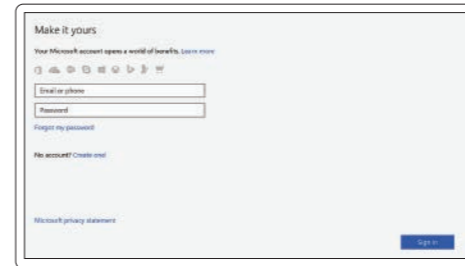 Make it yours
Your Microsoft account opens a world of benefits. Learn more
Email or phone
Password
Forgot my password
No account? Create one!
Microsoft privacy statement
Sign in